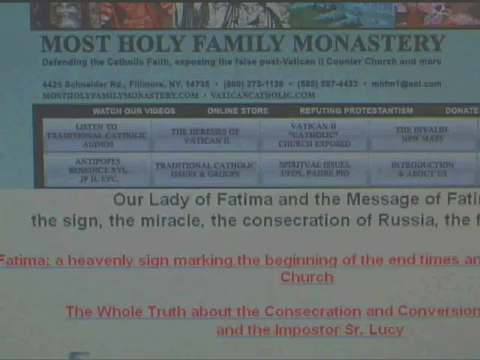 MOST HOLY FAMILY MONASTERY
Defending the Catholic Faith, exposing the false post-Vatican II Counter Church and more
4425 Schneider Rd., Fillmore, NY. 14735 • (800) 275-1126 • (585) 567-4433 • mhfm1@aol.com
MOSTHOLYFAMILYMONASTERY.COM • VATICANCATHOLIC.COM
WATCH OUR VIDEOS ONLINE STORE REFUTING PROTESTANTISM DONATE
LISTEN TO TRADITIONAL CATHOLIC AUDIOS
THE HERESIES OF VATICAN II
VATICAN II "CATHOLIC" CHURCH EXPOSED
THE INVALID NEW MASS
ANTIPOPES BENEDICT XVI, JP II, ETC.
TRADITIONAL CATHOLIC ISSUES & GROUPS
SPIRITUAL ISSUES, UFOS, PADRE PIO
INTRODUCTION & ABOUT US
Our Lady of Fatima and the Message of Fati
the sign, the miracle, the consecration of Russia, the
Fatima: a heavenly sign marking the beginning of the end times an
Church
The Whole Truth about the Consecration and Conversion
and the Impostor Sr. Lucy